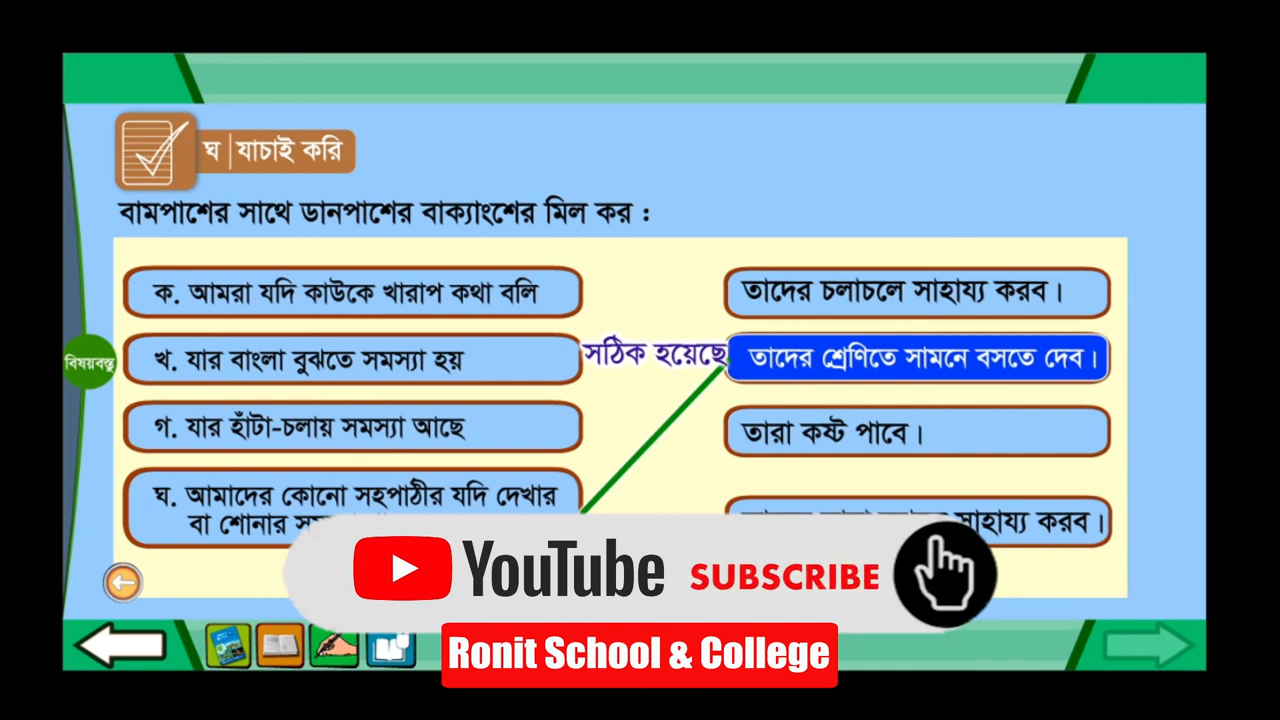 ঘ যাচাই করি
বামপাশের সাথে ডানপাশের বাক্যাংশের মিল কর :
ক. আমরা যদি কাউকে খারাপ কথা বলি
তাদের চলাচলে সাহায্য করব।
খ. যার বাংলা বুঝতে সমস্যা হয়
সঠিক হয়েছে
তাদের শ্রেণিতে সামনে বসতে দেব।
বিষয়বস্তু
গ. যার হাঁটা-চলায় সমস্যা আছে
তারা কষ্ট পাবে।
ঘ. আমাদের কোনো সহপাঠীর যদি দেখার
বা শোনার
সাহায্য করব।
YouTube SUBSCRIBE
Ronit School & College